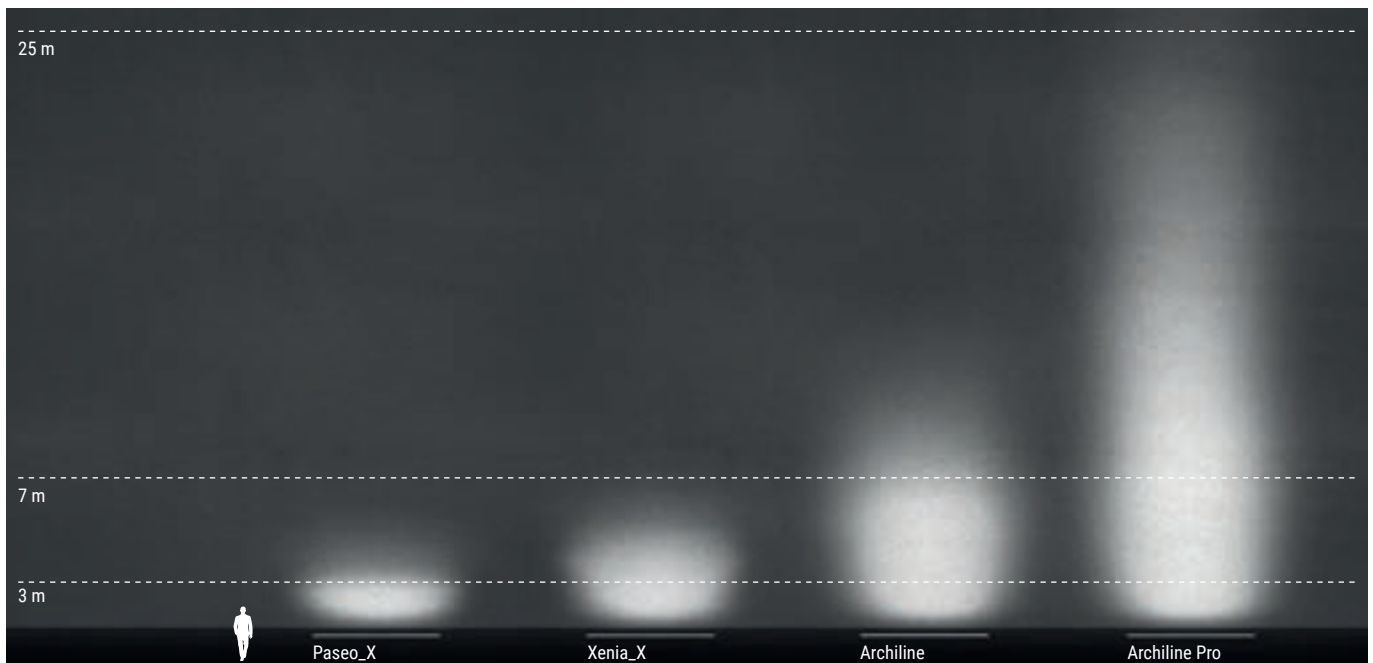 25 m
7 m
3 m
Paseo_X
Xenia_X
Archiline
Archiline Pro